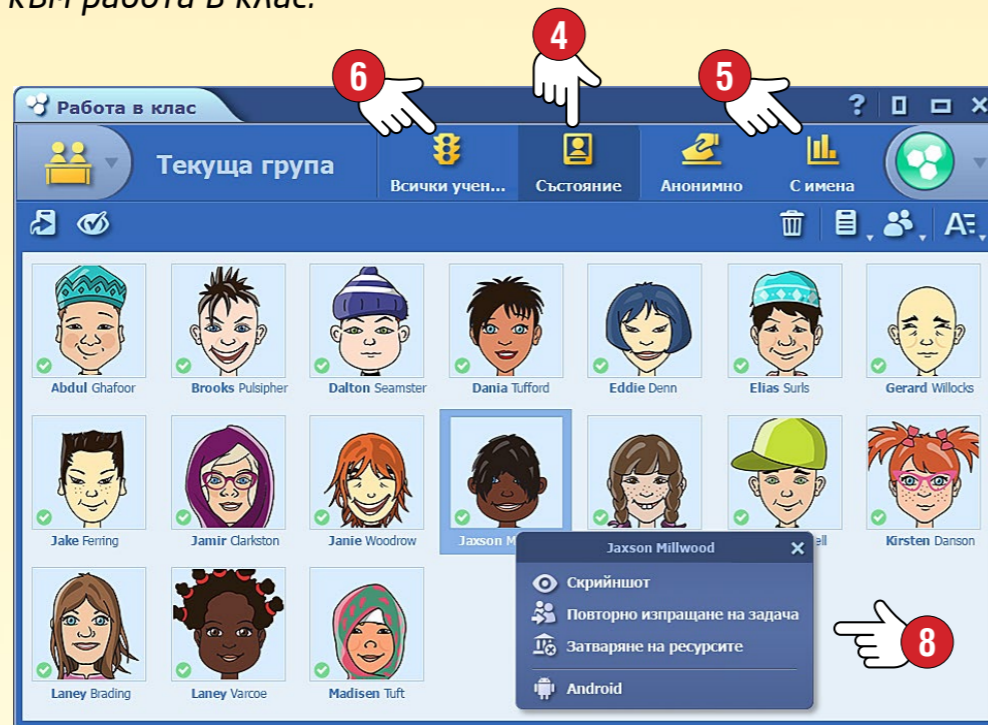 към работа в клас.
4
6
5
Работа в клас
?
Текуща група
Всички учен...
Състояние
Анонимно
С имена
Abdul Ghafoor
Brooks Pulsipher
Dalton Seamster
Dania Tufford
Eddie Denn
Elias Surls
Gerard Willocks
Jake Ferring
Jamir Clarkston
Janie Woodrow
Jaxson M
ell
Kirsten Danson
Jaxson Millwood
Скрийншот
Повторно изпращане на задача
Затваряне на ресурсите
Android
8
Laney Brading
Laney Varcoe
Madisen Tuft